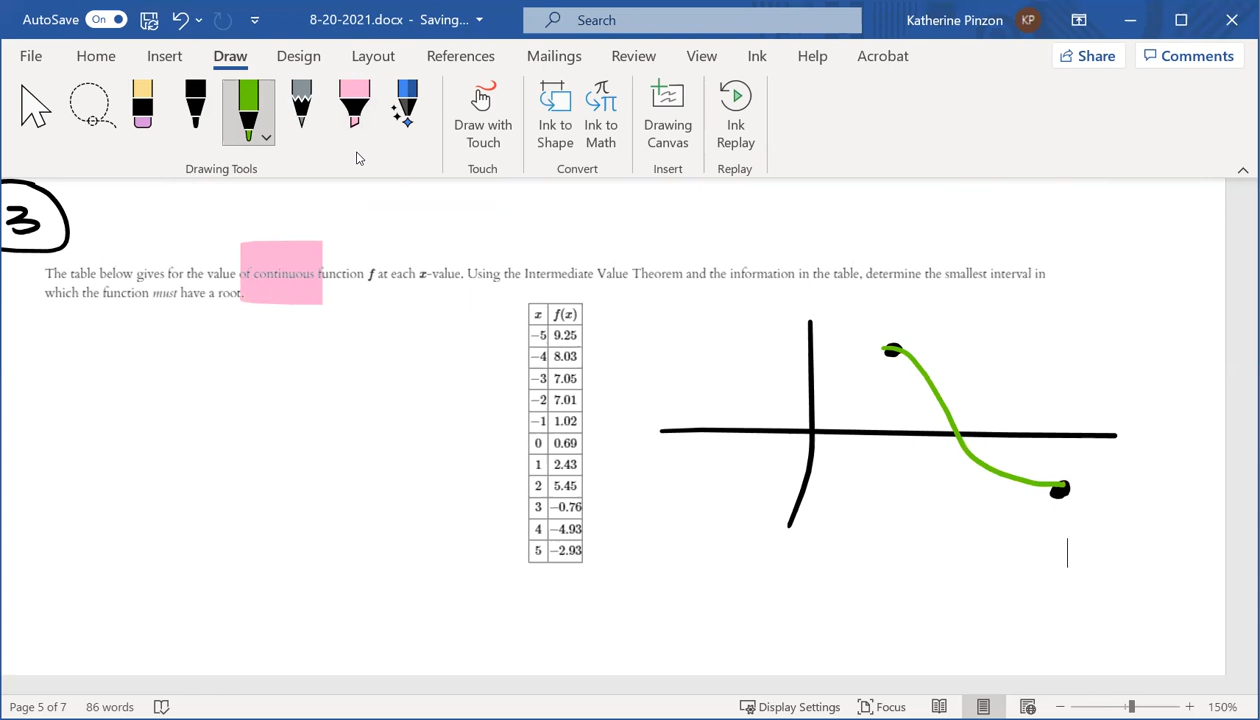 AutoSave On 8-20-2021.docx - Saving... Search Katherine Pinzon KP
File Home Insert Draw Design Layout References Mailings Review View Ink Help Acrobat Share Comments
Draw with Touch Ink to Shape Ink to Math Drawing Canvas Ink Replay
Drawing Tools Touch Convert Insert Replay
3
The table below gives for the value of continuous function f at each x-value. Using the Intermediate Value Theorem and the information in the table, determine the smallest interval in
which the function must have a root.
x f(x)
−5 9.25
−4 8.03
−3 7.05
−2 7.01
−1 1.02
0 0.69
1 2.43
2 5.45
3 −0.76
4 −4.93
5 −2.93
Page 5 of 7 86 words Display Settings Focus 150%